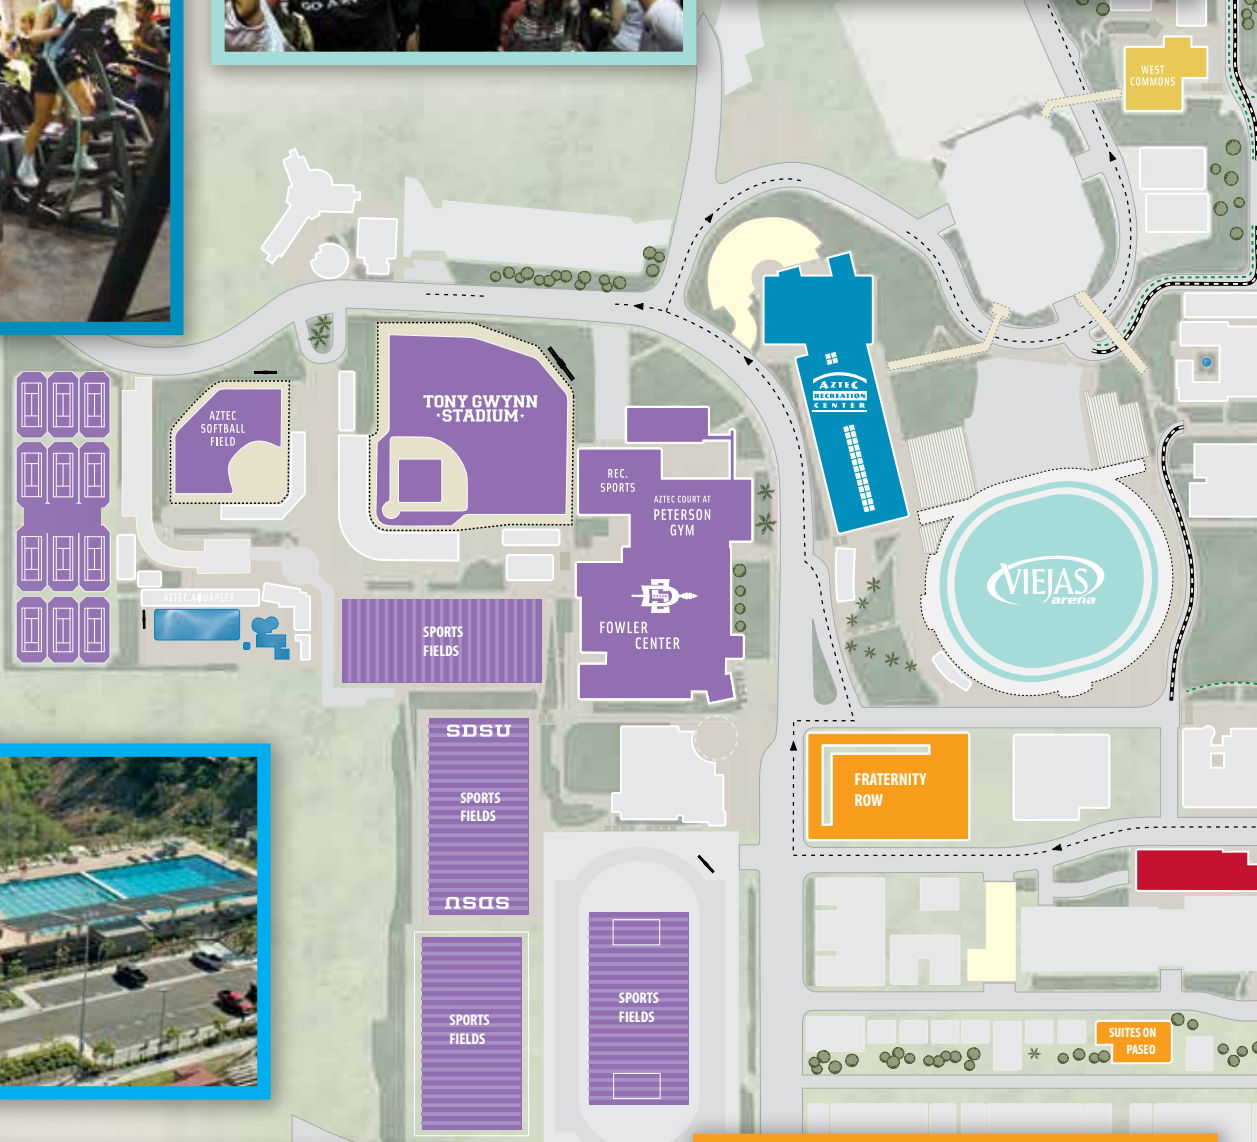 GO A
WEST
COMMONS
TONY GWYNN
·STADIUM·
AZTEC
SOFTBALL
FIELD
AZTEC
RECREATION
CENTER
REC.
SPORTS
AZTEC COURT AT
PETERSON
GYM
VIEJAS
arena
AZTEC AQUAPLEX
SD
FOWLER
CENTER
SPORTS
FIELDS
SDSU
SPORTS
FIELDS
SDSU
FRATERNITY
ROW
SPORTS
FIELDS
SPORTS
FIELDS
SUITES ON
PASEO